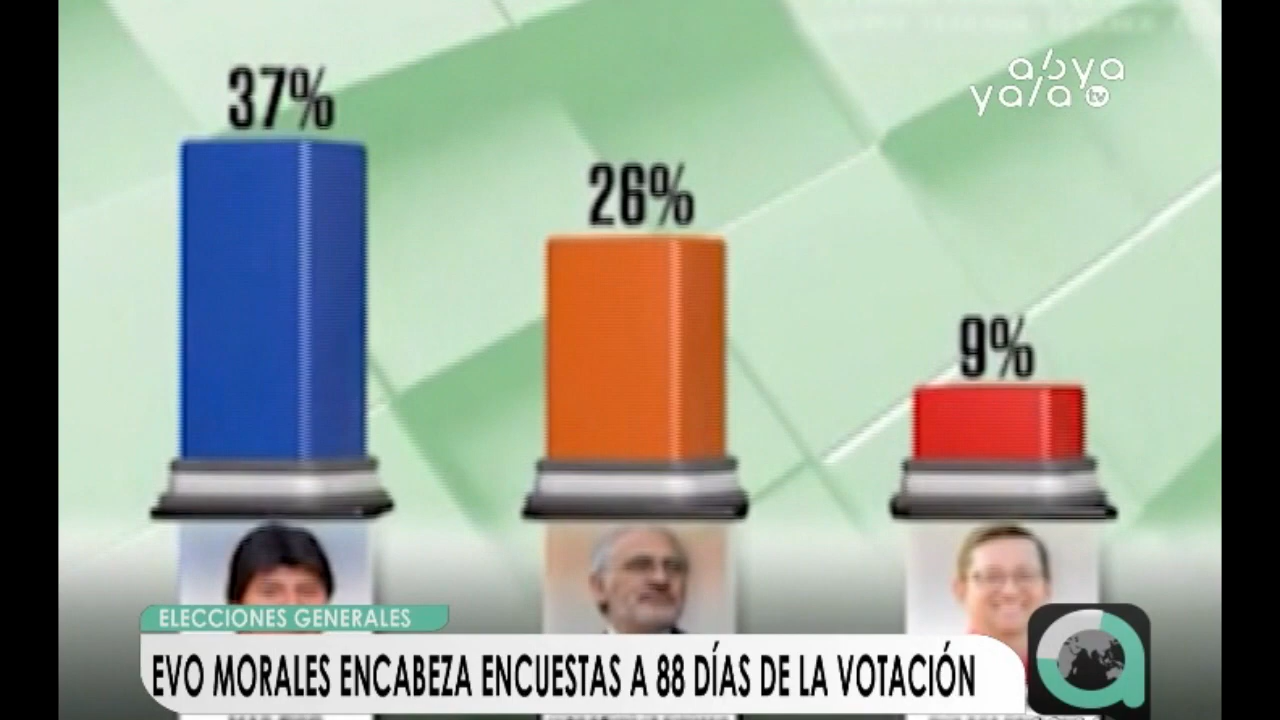 abya
yala tv
37%
26%
9%
ELECCIONES GENERALES
EVO MORALES ENCABEZA ENCUESTAS A 88 DÍAS DE LA VOTACIÓN